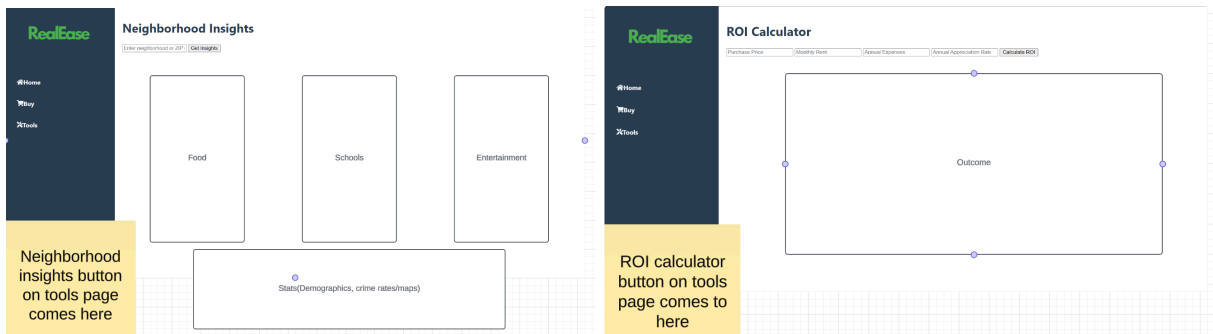 RealEase
Neighborhood Insights
Enter neighborhood or ZIP
Get Insights
Home
Buy
Tools
Food
Schools
Entertainment
Stats(Demographics, crime rates/maps)
Neighborhood
insights button
on tools page
comes here
RealEase
ROI Calculator
Purchase Price
Monthly Rent
Annual Expenses
Annual Appreciation Rate
Calculate ROI
Home
Buy
Tools
Outcome
ROI calculator
button on tools
page comes to
here